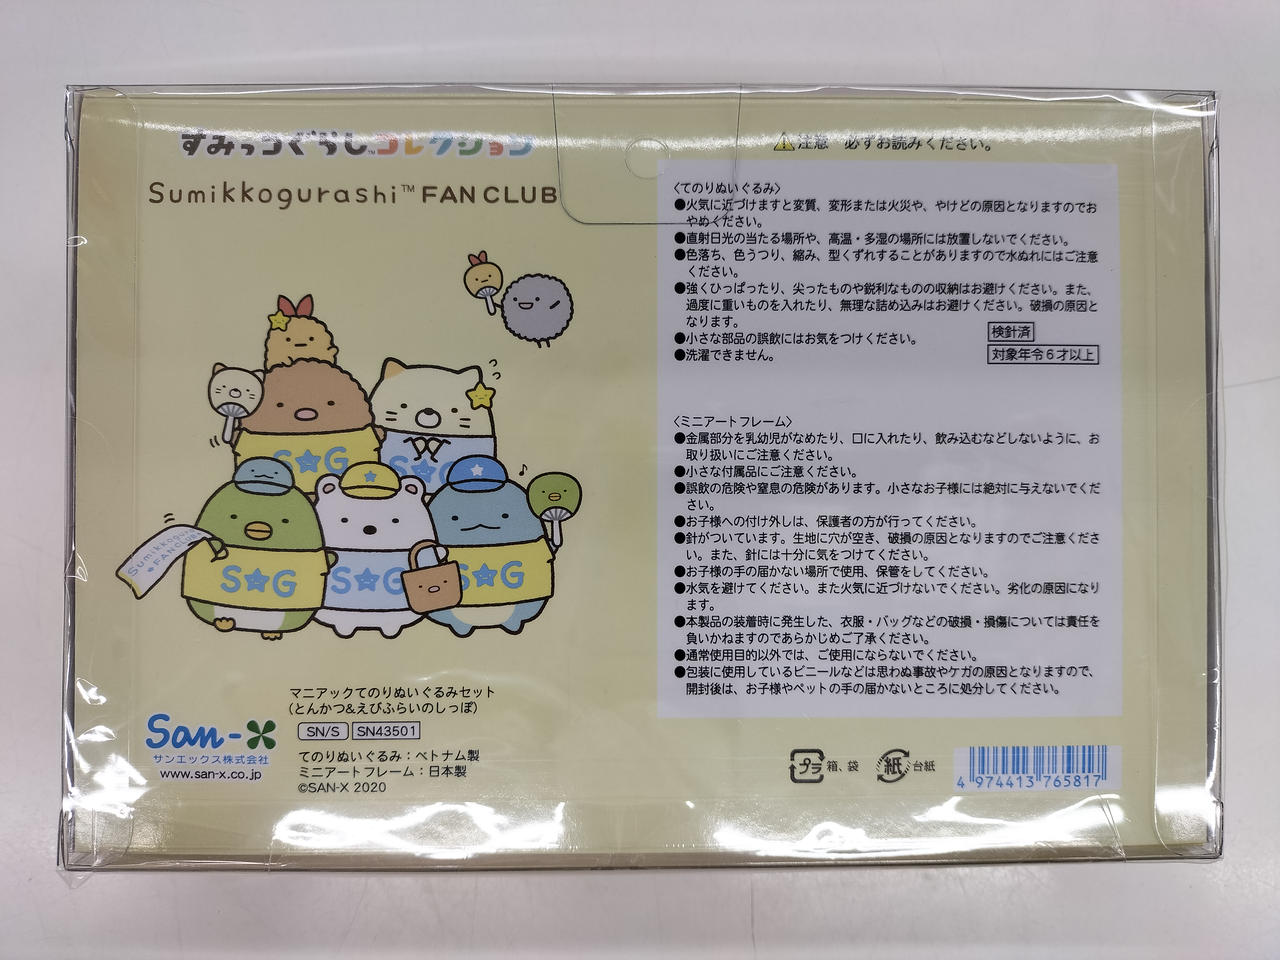 すみっコぐらし™コレクション
Sumikkogurashi™ FAN CLUB
Sumikkogura
FANCLUB
S★G
S★G
S★G
S★G
S★G
マニアックてのりぬいぐるみセット
(とんかつ&えびふらいのしっぽ)
SN/S SN43501
てのりぬいぐるみ:ベトナム製
ミニアートフレーム:日本製
©SAN-X 2020
San-X
サンエックス株式会社
www.san-x.co.jp
注意 必ずお読みください。
〈てのりぬいぐるみ〉
●火気に近づけますと変質、変形または火災や、やけどの原因となりますのでお
やめください。
●直射日光の当たる場所や、高温・多湿の場所には放置しないでください。
●色落ち、色うつり、縮み、型くずれすることがありますので水ぬれにはご注意
ください。
●強くひっぱったり、尖ったものや鋭利なものの収納はお避けください。また、
過度に重いものを入れたり、無理な詰め込みはお避けください。破損の原因と
なります。
●小さな部品の誤飲にはお気をつけください。
●洗濯できません。
検針済
対象年令6才以上
〈ミニアートフレーム〉
●金属部分を乳幼児がなめたり、口に入れたり、飲み込むなどしないように、お
取り扱いにご注意ください。
●小さな付属品にご注意ください。
●誤飲の危険や窒息の危険があります。小さなお子様には絶対に与えないでくだ
さい。
●お子様への付け外しは、保護者の方が行ってください。
●針がついています。生地に穴が空き、破損の原因となりますのでご注意くださ
い。また、針には十分に気をつけてください。
●お子様の手の届かない場所で使用、保管をしてください。
●水気を避けてください。また火気に近づけないでください。劣化の原因になり
ます。
●本製品の装着時に発生した、衣服・バッグなどの破損・損傷については責任を
負いかねますのであらかじめご了承ください。
●通常使用目的以外では、ご使用にならないでください。
●包装に使用しているビニールなどは思わぬ事故やケガの原因となりますので、
開封後は、お子様やペットの手の届かないところに処分してください。
プラ 箱、袋 紙 台紙
4 974413 765817